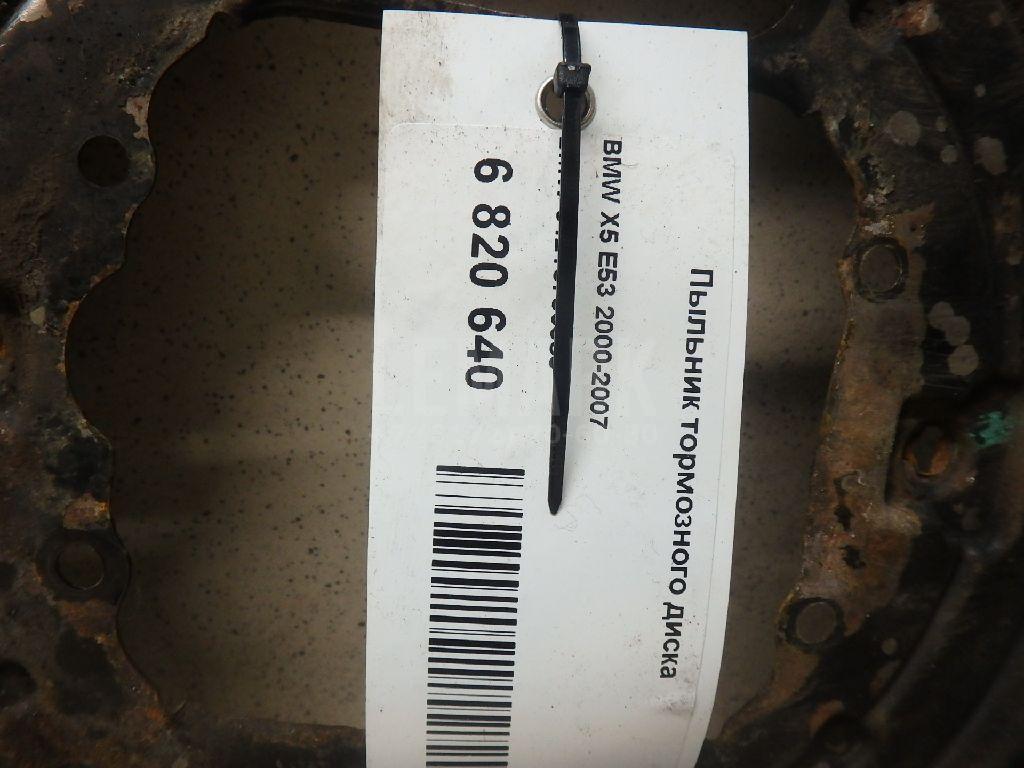 Пыльник тормозного диска
BMW X5 E53 2000-2007
6 820 640